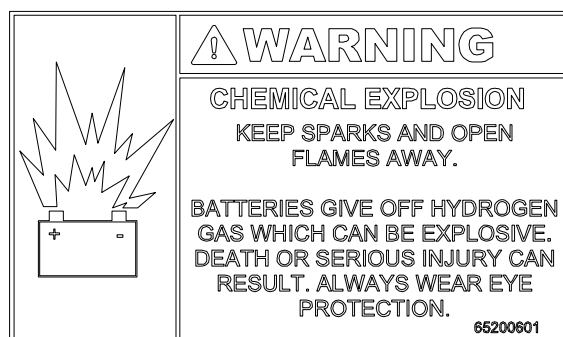 WARNING
CHEMICAL EXPLOSION
KEEP SPARKS AND OPEN
FLAMES AWAY.
BATTERIES GIVE OFF HYDROGEN
GAS WHICH CAN BE EXPLOSIVE.
DEATH OR SERIOUS INJURY CAN
RESULT. ALWAYS WEAR EYE
PROTECTION.
65200601
+ -